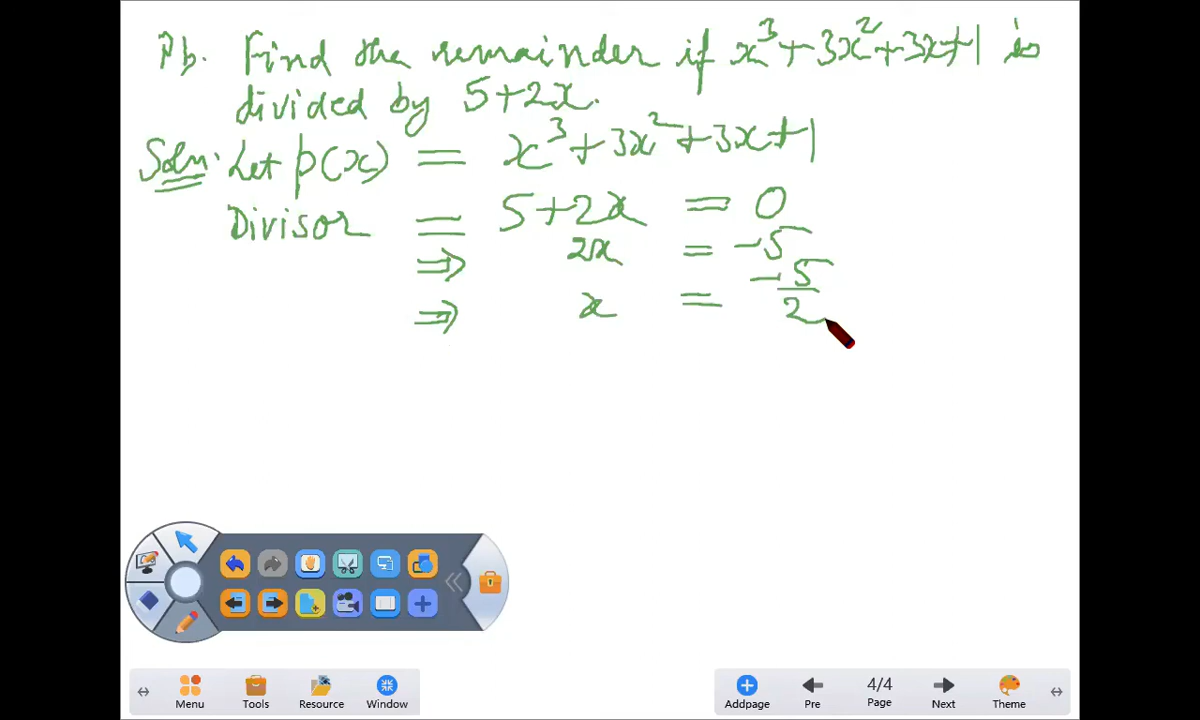 Pb. Find the remainder if x³+3x²+3x+1 is
divided by 5+2x.
Soln: Let p(x) = x³+3x²+3x+1
Divisor = 5+2x = 0
⇒ 2x = -5
⇒ x = -5/2
Menu Tools Resource Window Addpage Pre 4/4 Page Next Theme